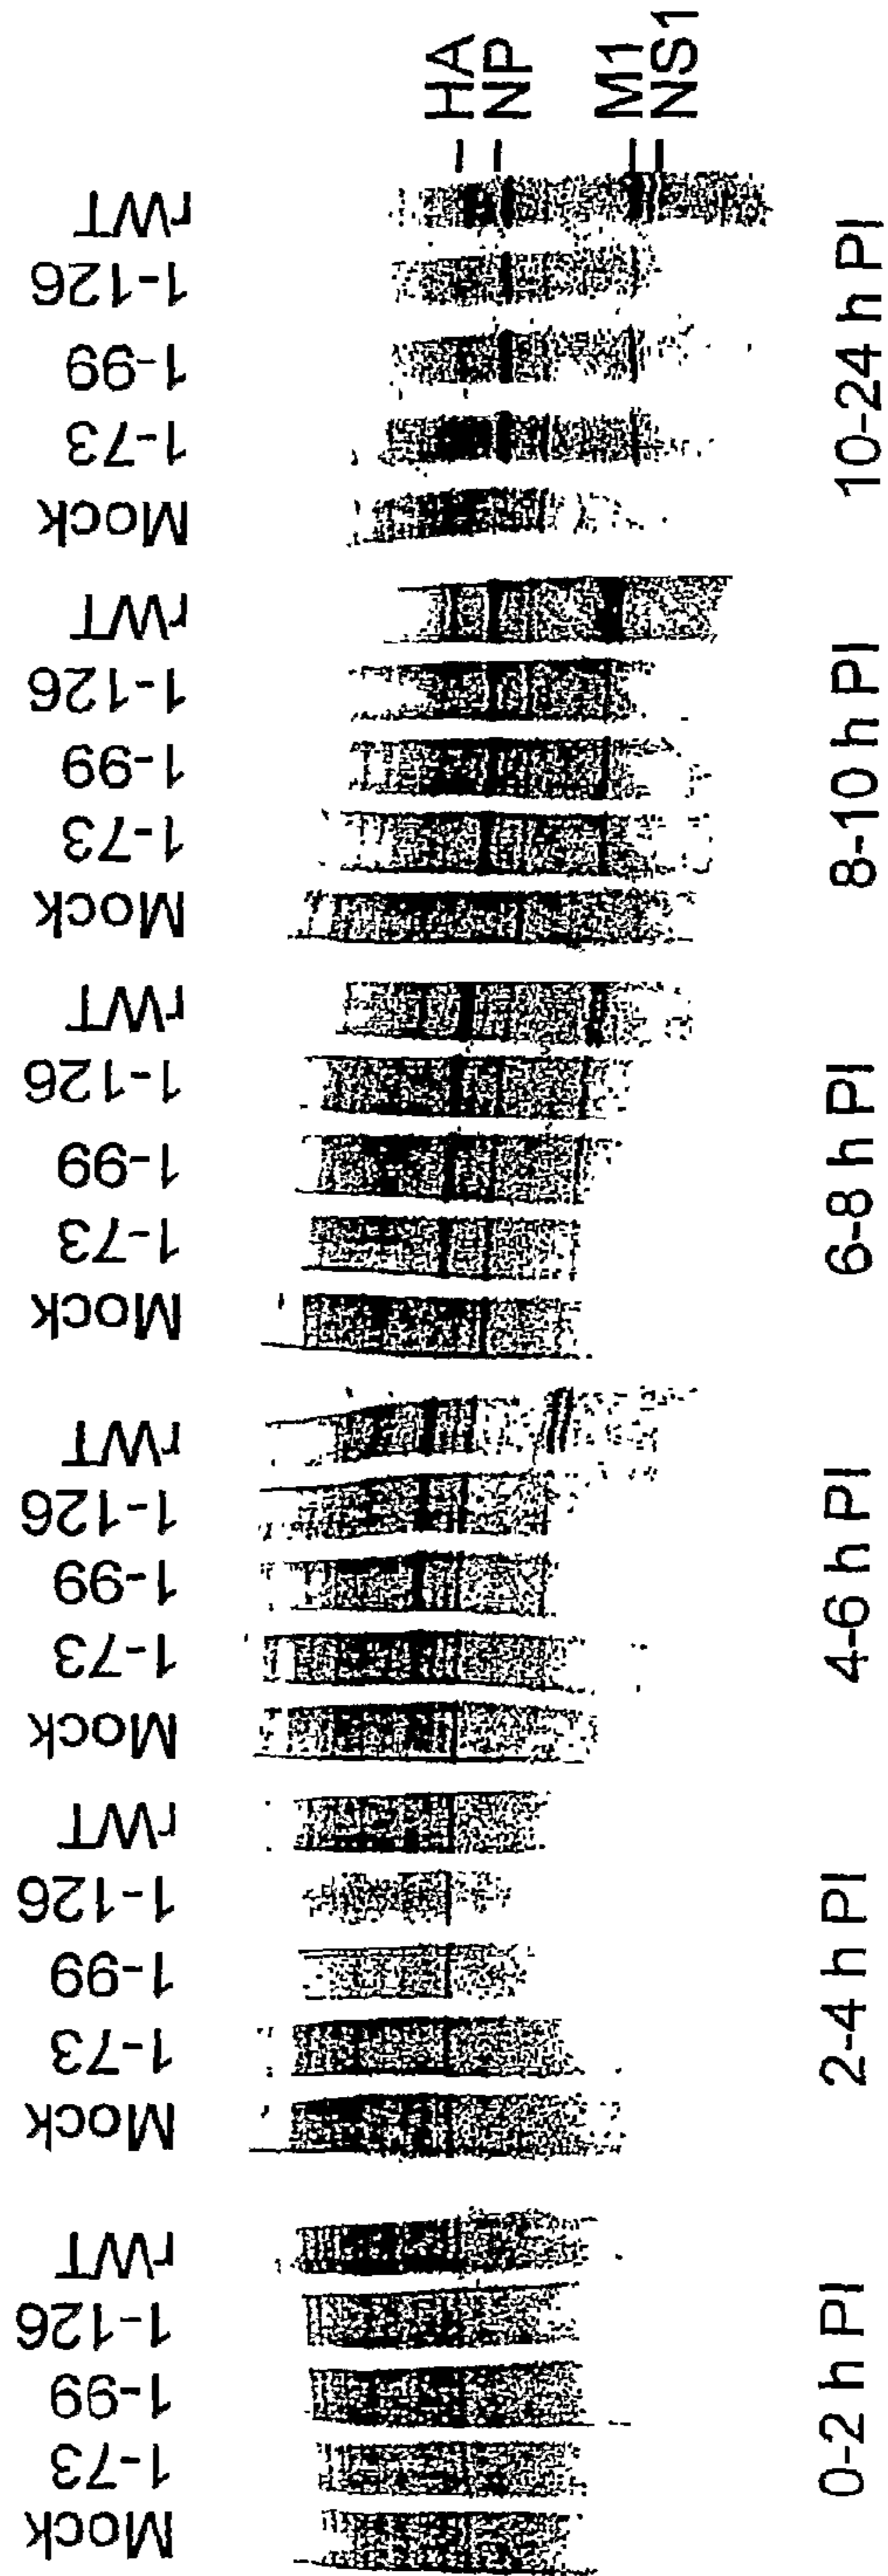 Mock 1-73 1-99 1-126 rWT Mock 1-73 1-99 1-126 rWT Mock 1-73 1-99 1-126 rWT Mock 1-73 1-99 1-126 rWT Mock 1-73 1-99 1-126 rWT Mock 1-73 1-99 1-126 rWT
HA
NP
M1
NS1
0-2 h PI 2-4 h PI 4-6 h PI 6-8 h PI 8-10 h PI 10-24 h PI